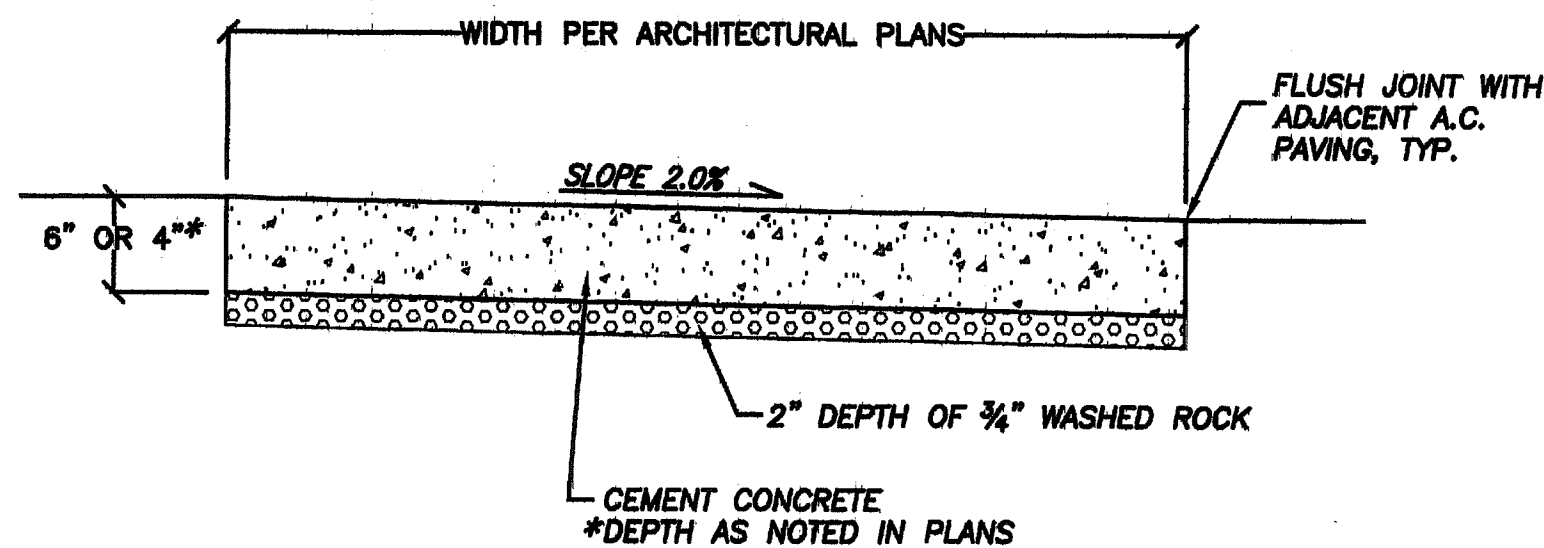 WIDTH PER ARCHITECTURAL PLANS
FLUSH JOINT WITH
ADJACENT A.C.
PAVING, TYP.
SLOPE 2.0%
6" OR 4"*
2" DEPTH OF ¾" WASHED ROCK
CEMENT CONCRETE
*DEPTH AS NOTED IN PLANS